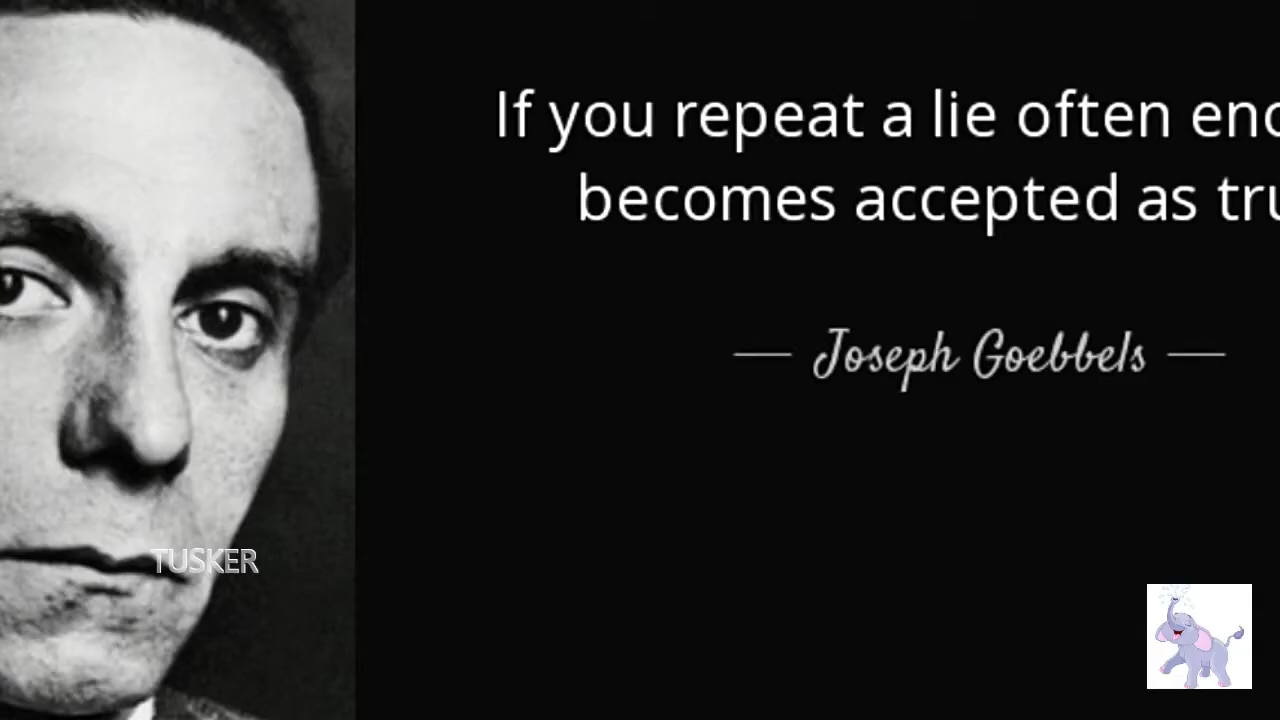 If you repeat a lie often
becomes accepted as
— Joseph Goebbels —
TUSKER